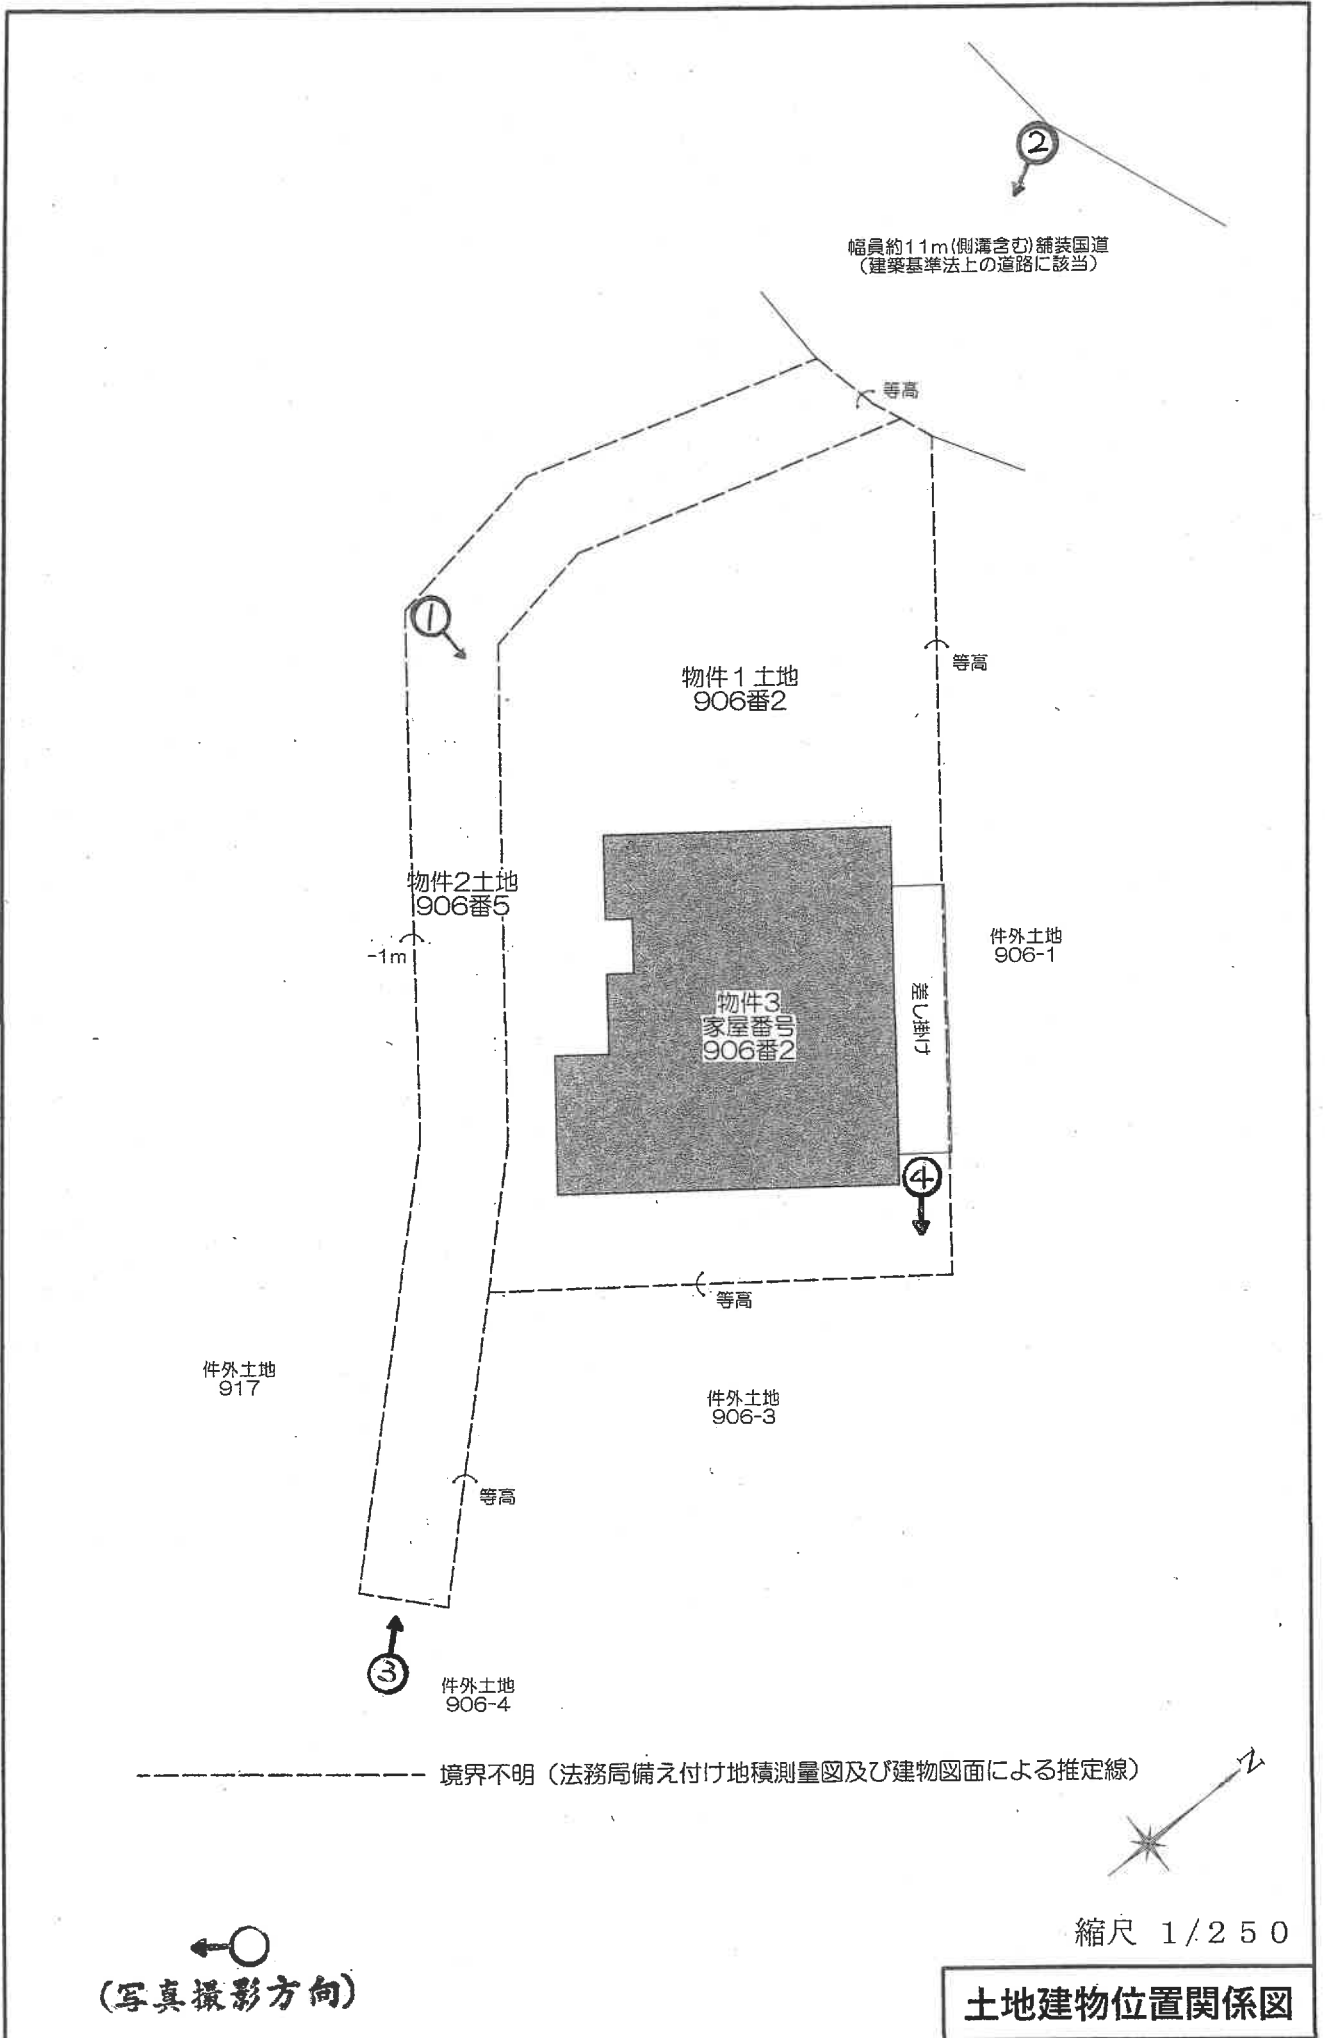 ②
幅員約11m(側溝含む)舗装国道
(建築基準法上の道路に該当)
等高
①
等高
物件1 土地
906番2
物件2土地
906番5
-1m
件外土地
906-1
物件3
家屋番号
906番2
差し掛け
④
等高
件外土地
917
件外土地
906-3
等高
③
件外土地
906-4
境界不明(法務局備え付け地積測量図及び建物図面による推定線)
N
縮尺 1/250
(写真撮影方向)
土地建物位置関係図